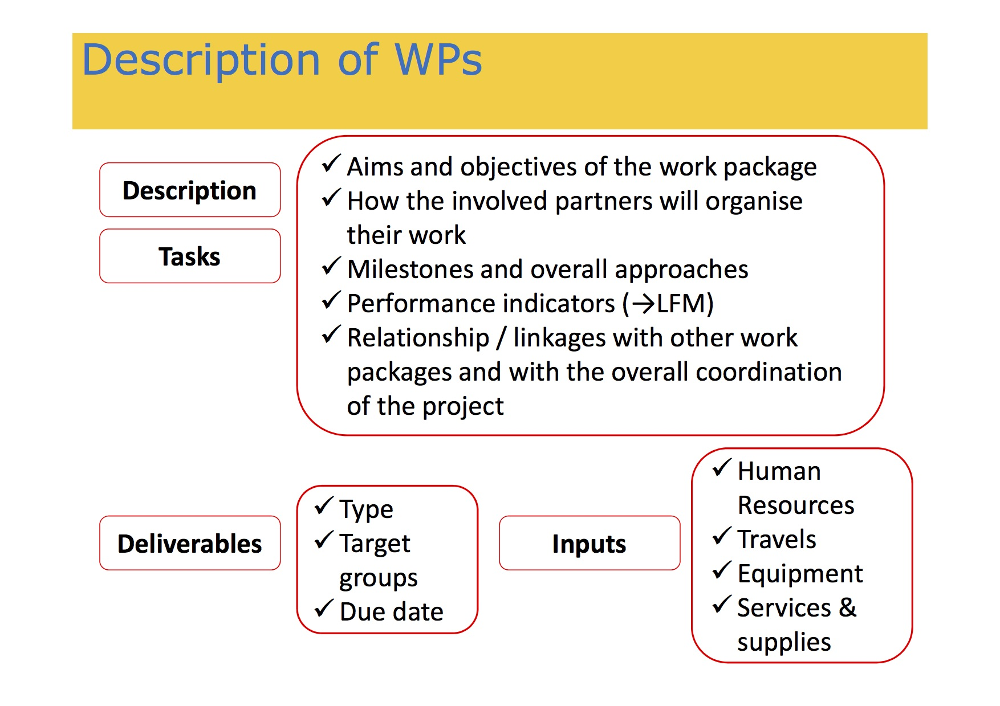 Description of WPs
Description
Tasks
✓ Aims and objectives of the work package
✓ How the involved partners will organise
their work
✓ Milestones and overall approaches
✓ Performance indicators (→LFM)
✓ Relationship / linkages with other work
packages and with the overall coordination
of the project
Deliverables
✓ Type
✓ Target
groups
✓ Due date
Inputs
✓ Human
Resources
✓ Travels
✓ Equipment
✓ Services &
supplies